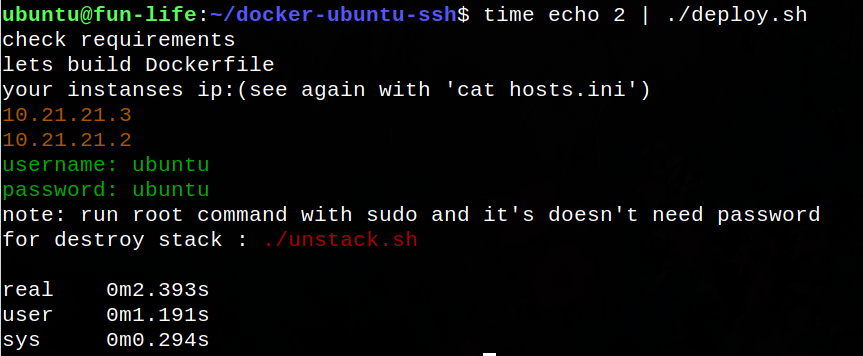 ubuntu@fun-life:~/docker-ubuntu-ssh$ time echo 2 | ./deploy.sh
check requirements
lets build Dockerfile
your instanses ip:(see again with 'cat hosts.ini')
10.21.21.3
10.21.21.2
username: ubuntu
password: ubuntu
note: run root command with sudo and it's doesn't need password
for destroy stack : ./unstack.sh
real    0m2.393s
user    0m1.191s
sys     0m0.294s